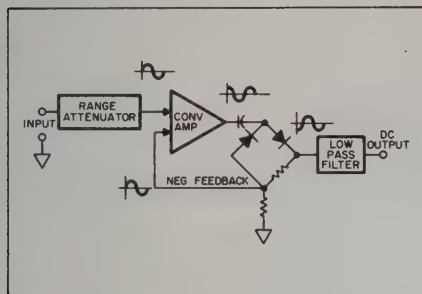 RANGE
ATTENUATOR
INPUT
CONV
AMP
NEG FEEDBACK
LOW
PASS
FILTER
DC
OUTPUT